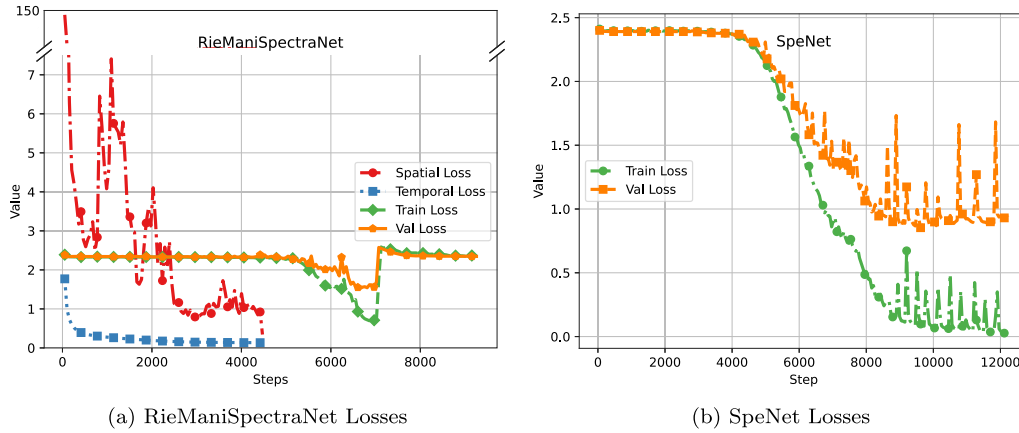 150
RieManiSpectraNet
7
6
5
4
3
2
1
0
Value
Spatial Loss
Temporal Loss
Train Loss
Val Loss
0 2000 4000 6000 8000
Steps
(a) RieManiSpectraNet Losses
2.5
SpeNet
2.0
1.5
1.0
0.5
0.0
Value
Train Loss
Val Loss
0 2000 4000 6000 8000 10000 12000
Step
(b) SpeNet Losses